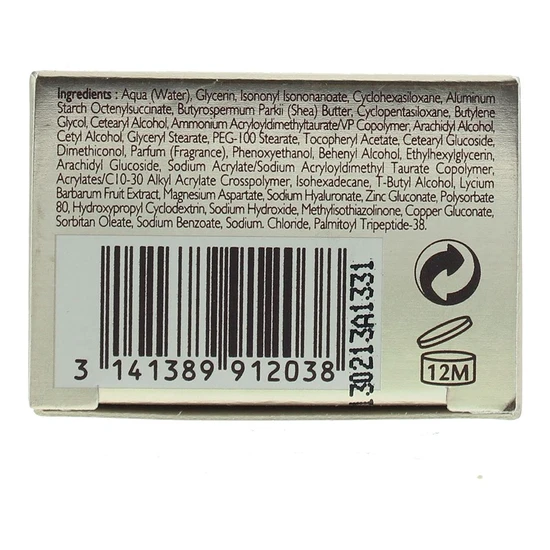 Ingredients : Aqua (Water), Glycerin, Isononyl Isononanoate, Cyclohexasiloxane, Aluminum
Starch Octenylsuccinate, Butyrospermum Parkii (Shea) Butter, Cyclopentasiloxane, Butylene
Glycol, Cetearyl Alcohol, Ammonium Acryloyldimethyltaurate/VP Copolymer, Arachidyl Alcohol,
Cetyl Alcohol, Glyceryl Stearate, PEG-100 Stearate, Tocopheryl Acetate, Cetearyl Glucoside,
Dimethiconol, Parfum (Fragrance), Phenoxyethanol, Behenyl Alcohol, Ethylhexylglycerin,
Arachidyl Glucoside, Sodium Acrylate/Sodium Acryloyldimethyl Taurate Copolymer,
Acrylates/C10-30 Alkyl Acrylate Crosspolymer, Isohexadecane, T-Butyl Alcohol, Lycium
Barbarum Fruit Extract, Magnesium Aspartate, Sodium Hyaluronate, Zinc Gluconate, Polysorbate
80, Hydroxypropyl Cyclodextrin, Sodium Hydroxide, Methylisothiazolinone, Copper Gluconate,
Sorbitan Oleate, Sodium Benzoate, Sodium. Chloride, Palmitoyl Tripeptide-38.
3 141389 912038
130213A1331
12M